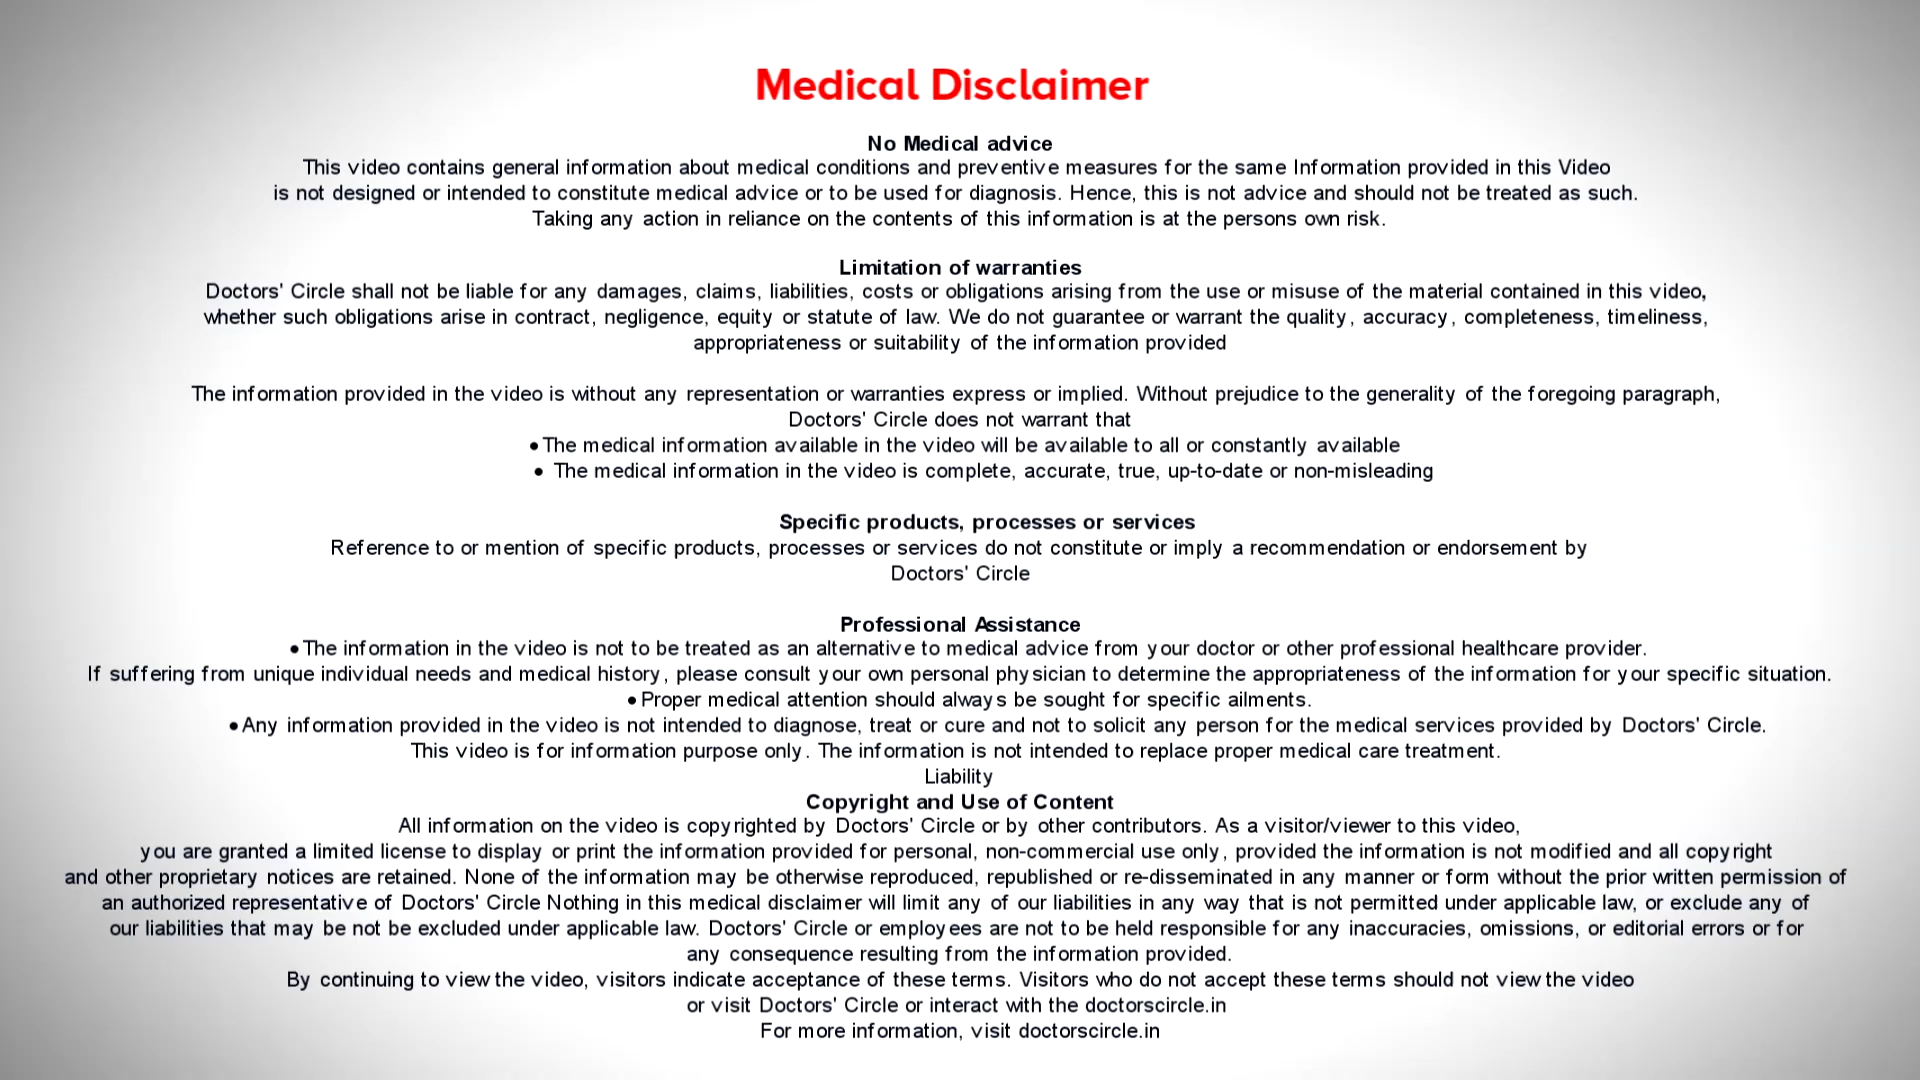 Medical Disclaimer
No Medical advice
This video contains general information about medical conditions and preventive measures for the same Information provided in this Video
is not designed or intended to constitute medical advice or to be used for diagnosis. Hence, this is not advice and should not be treated as such.
Taking any action in reliance on the contents of this information is at the persons own risk.
Limitation of warranties
Doctors' Circle shall not be liable for any damages, claims, liabilities, costs or obligations arising from the use or misuse of the material contained in this video,
whether such obligations arise in contract, negligence, equity or statute of law. We do not guarantee or warrant the quality, accuracy, completeness, timeliness,
appropriateness or suitability of the information provided
The information provided in the video is without any representation or warranties express or implied. Without prejudice to the generality of the foregoing paragraph,
Doctors' Circle does not warrant that
• The medical information available in the video will be available to all or constantly available
• The medical information in the video is complete, accurate, true, up-to-date or non-misleading
Specific products, processes or services
Reference to or mention of specific products, processes or services do not constitute or imply a recommendation or endorsement by
Doctors' Circle
Professional Assistance
• The information in the video is not to be treated as an alternative to medical advice from your doctor or other professional healthcare provider.
If suffering from unique individual needs and medical history, please consult your own personal physician to determine the appropriateness of the information for your specific situation.
• Proper medical attention should always be sought for specific ailments.
• Any information provided in the video is not intended to diagnose, treat or cure and not to solicit any person for the medical services provided by Doctors' Circle.
This video is for information purpose only. The information is not intended to replace proper medical care treatment.
Liability
Copyright and Use of Content
All information on the video is copyrighted by Doctors' Circle or by other contributors. As a visitor/viewer to this video,
you are granted a limited license to display or print the information provided for personal, non-commercial use only, provided the information is not modified and all copyright
and other proprietary notices are retained. None of the information may be otherwise reproduced, republished or re-disseminated in any manner or form without the prior written permission of
an authorized representative of Doctors' Circle Nothing in this medical disclaimer will limit any of our liabilities in any way that is not permitted under applicable law, or exclude any of
our liabilities that may be not be excluded under applicable law. Doctors' Circle or employees are not to be held responsible for any inaccuracies, omissions, or editorial errors or for
any consequence resulting from the information provided.
By continuing to view the video, visitors indicate acceptance of these terms. Visitors who do not accept these terms should not view the video
or visit Doctors' Circle or interact with the doctorscircle.in
For more information, visit doctorscircle.in